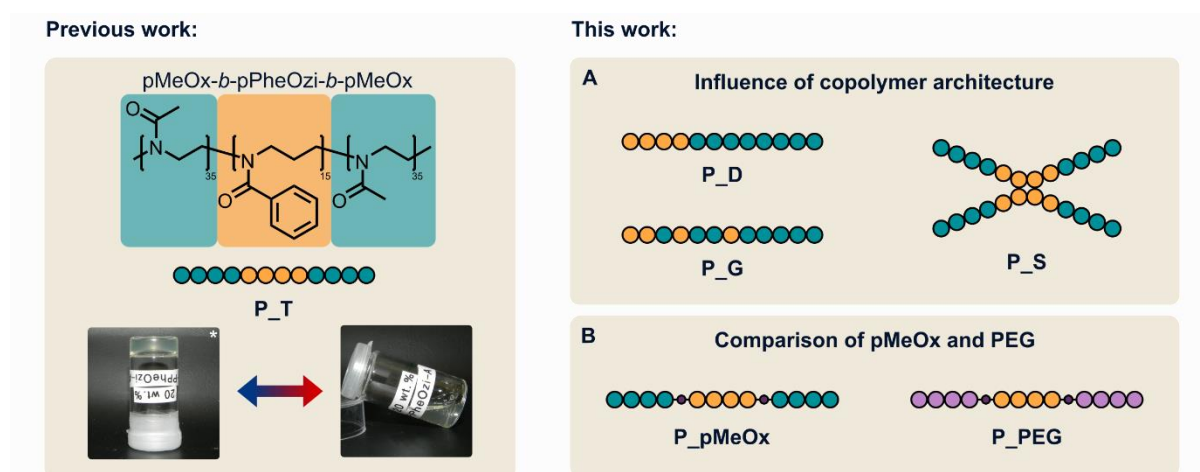 Previous work:
pMeOx-b-pPheOzi-b-pMeOx
O
N
35
N
15
O
N
35
O
P_T
*
20 wt. %
This work:
A
Influence of copolymer architecture
P_D
P_G
P_S
B
Comparison of pMeOx and PEG
P_pMeOx
P_PEG